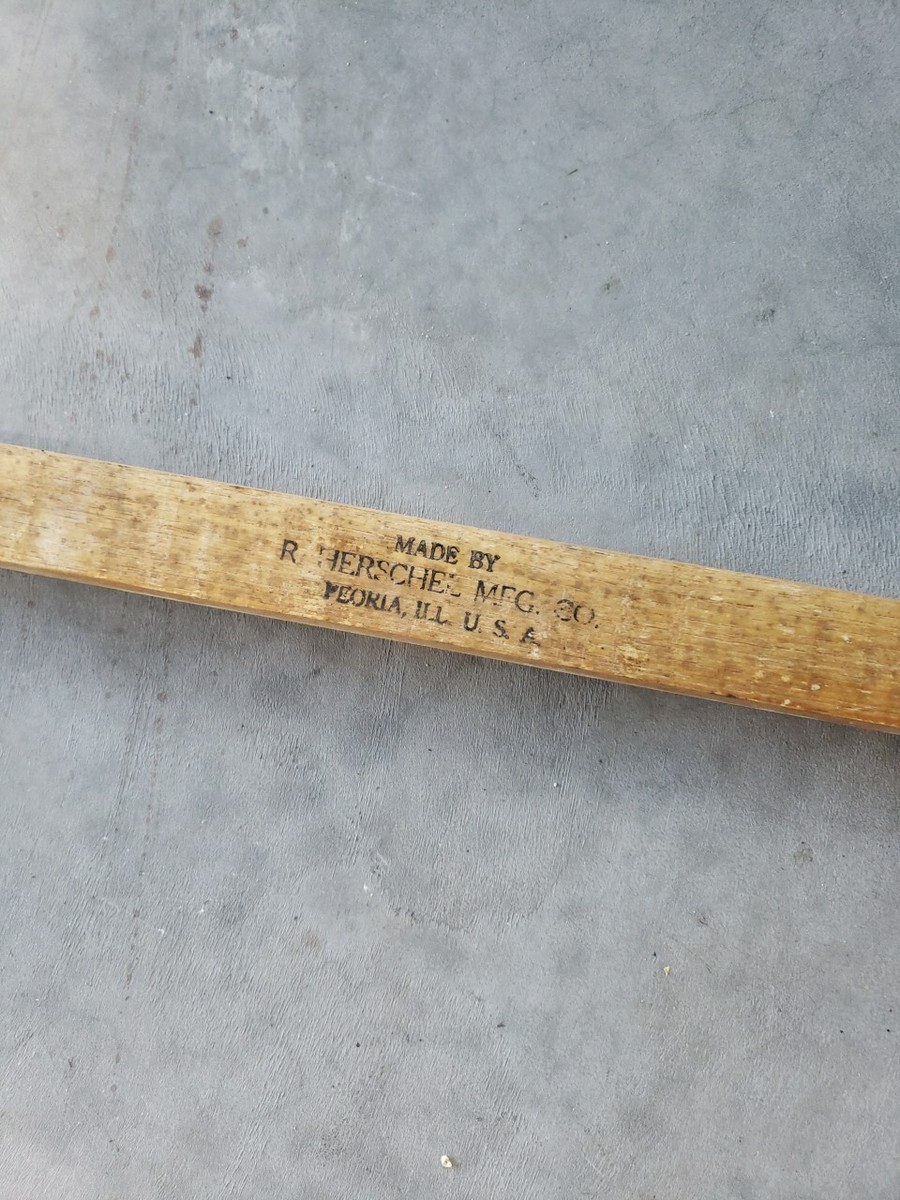 MADE BY
R. HERSCHEL MFG. CO.
PEORIA, ILL. U. S. A.